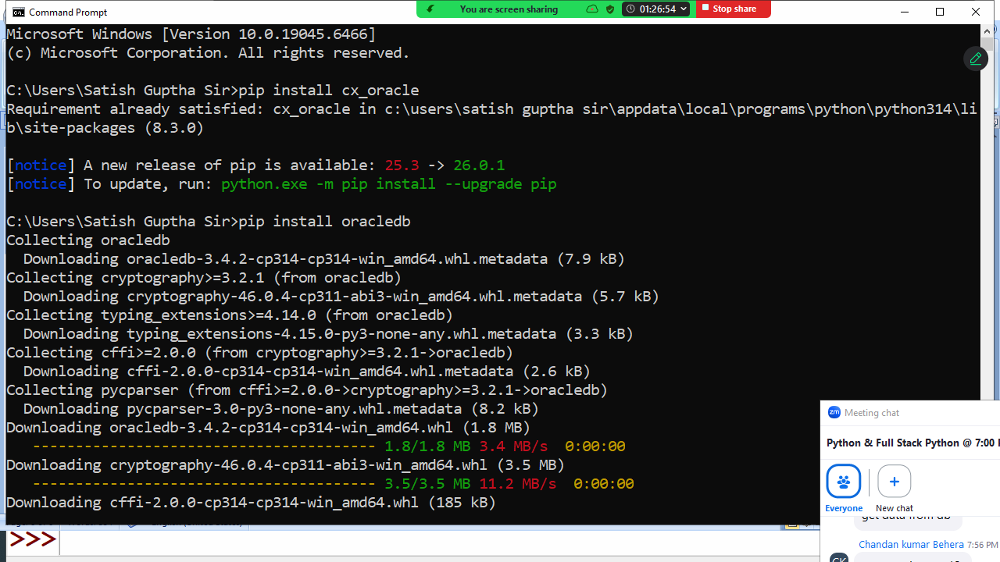 Command Prompt
You are screen sharing
01:26:54
Stop share
Microsoft Windows [Version 10.0.19045.6466]
(c) Microsoft Corporation. All rights reserved.
C:\Users\Satish Guptha Sir>pip install cx_oracle
Requirement already satisfied: cx_oracle in c:\users\satish guptha sir\appdata\local\programs\python\python314\li
b\site-packages (8.3.0)
[notice] A new release of pip is available: 25.3 -> 26.0.1
[notice] To update, run: python.exe -m pip install --upgrade pip
C:\Users\Satish Guptha Sir>pip install oracledb
Collecting oracledb
  Downloading oracledb-3.4.2-cp314-cp314-win_amd64.whl.metadata (7.9 kB)
Collecting cryptography>=3.2.1 (from oracledb)
  Downloading cryptography-46.0.4-cp311-abi3-win_amd64.whl.metadata (5.7 kB)
Collecting typing_extensions>=4.14.0 (from oracledb)
  Downloading typing_extensions-4.15.0-py3-none-any.whl.metadata (3.3 kB)
Collecting cffi>=2.0.0 (from cryptography>=3.2.1->oracledb)
  Downloading cffi-2.0.0-cp314-cp314-win_amd64.whl.metadata (2.6 kB)
Collecting pycparser (from cffi>=2.0.0->cryptography>=3.2.1->oracledb)
  Downloading pycparser-3.0-py3-none-any.whl.metadata (8.2 kB)
Downloading oracledb-3.4.2-cp314-cp314-win_amd64.whl (1.8 MB)
   ---------------------------------------- 1.8/1.8 MB 3.4 MB/s  0:00:00
Downloading cryptography-46.0.4-cp311-abi3-win_amd64.whl (3.5 MB)
   ---------------------------------------- 3.5/3.5 MB 11.2 MB/s  0:00:00
Downloading cffi-2.0.0-cp314-cp314-win_amd64.whl (185 kB)
>>>
zm Meeting chat
Python & Full Stack Python @ 7:00
Everyone
New chat
get data from db
Chandan kumar Behera 7:56 PM
CK